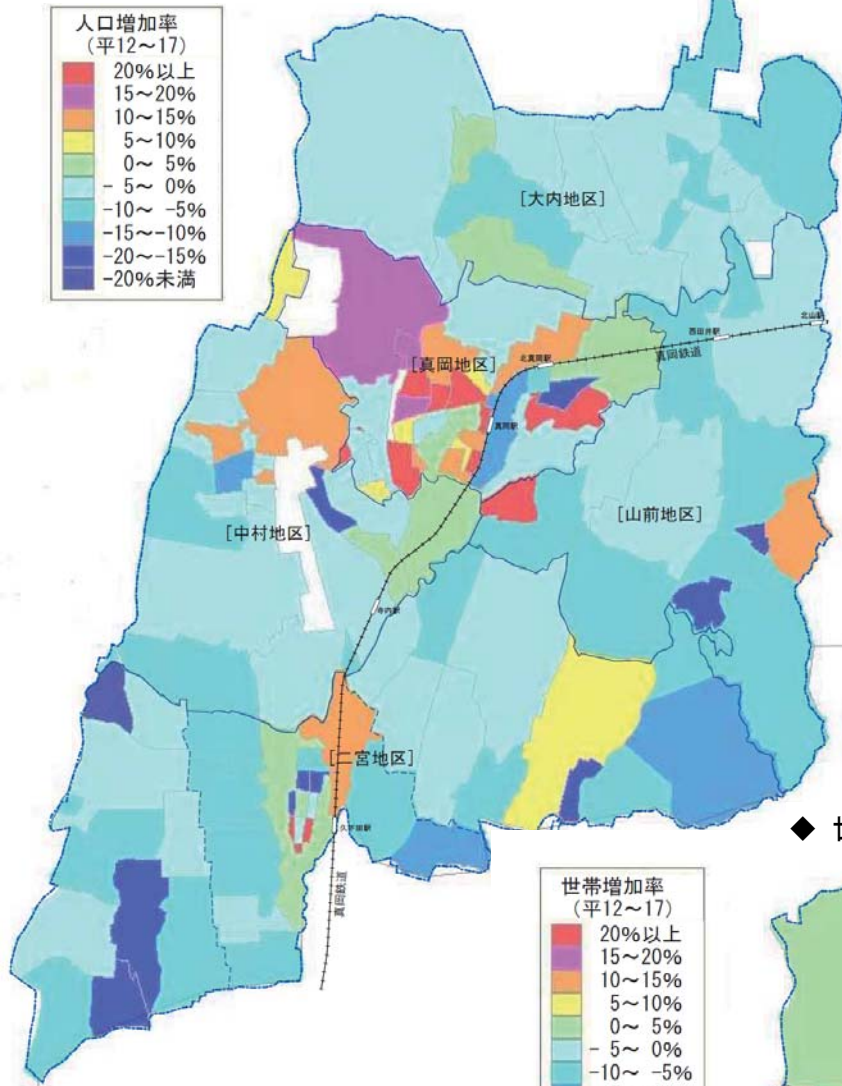 人口増加率
(平12～17)
20%以上
15～20%
10～15%
5～10%
0～ 5%
- 5～ 0%
-10～ -5%
-15～-10%
-20～-15%
-20%未満
[大内地区]
北山駅
西田井駅
真岡鉄道
北真岡駅
[真岡地区]
真岡駅
[山前地区]
[中村地区]
寺内駅
[二宮地区]
久下田駅
真岡鉄道
◆
世帯増加率
(平12～17)
20%以上
15～20%
10～15%
5～10%
0～ 5%
- 5～ 0%
-10～ -5%